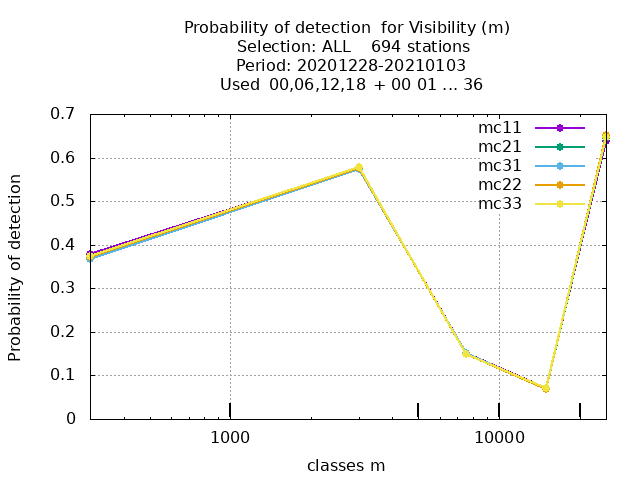 Probability of detection  for Visibility (m)
Selection: ALL    694 stations
Period: 20201228-20210103
Used  00,06,12,18  + 00 01 ... 36
0.7
0.6
0.5
0.4
0.3
0.2
0.1
0
Probability of detection
mc11
mc21
mc31
mc22
mc33
1000
10000
classes m